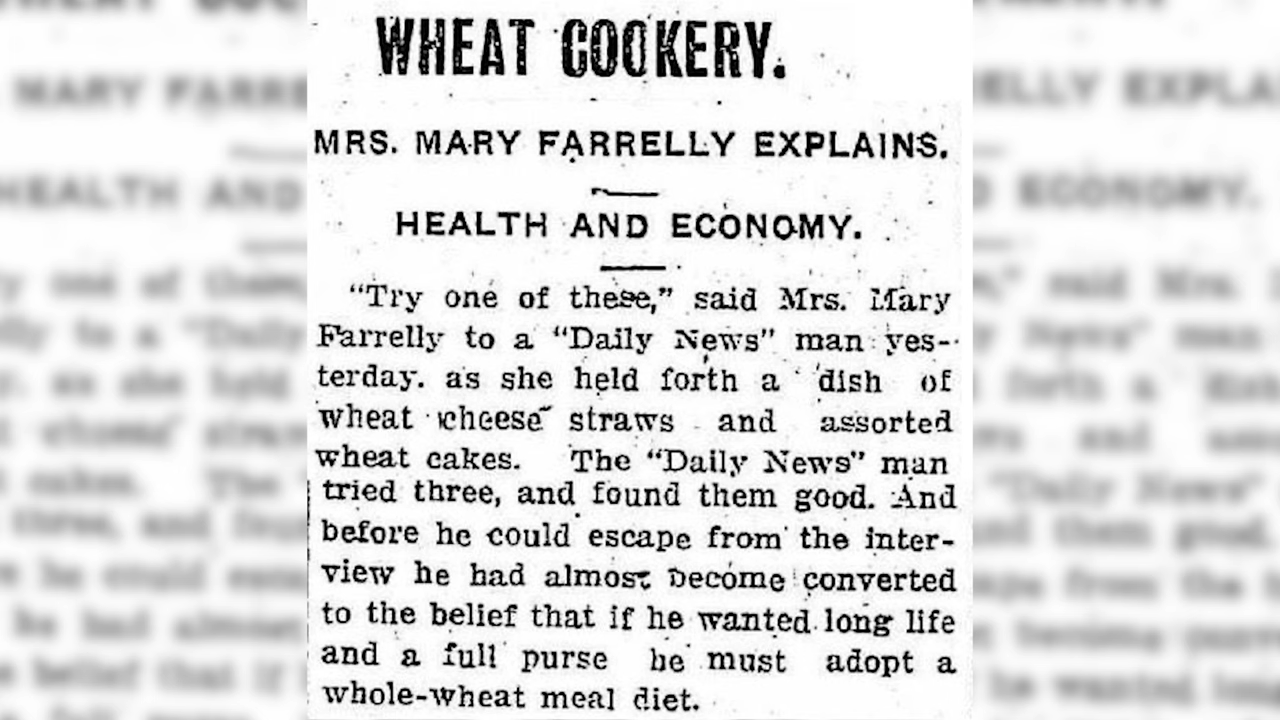 WHEAT COOKERY.
MRS. MARY FARRELLY EXPLAINS.
HEALTH AND ECONOMY.
"Try one of these," said Mrs. Mary
Farrelly to a "Daily News" man yes-
terday. as she held forth a dish of
wheat cheese straws and assorted
wheat cakes. The "Daily News" man
tried three, and found them good. And
before he could escape from the inter-
view he had almost become converted
to the belief that if he wanted long life
and a full purse he must adopt a
whole-wheat meal diet.